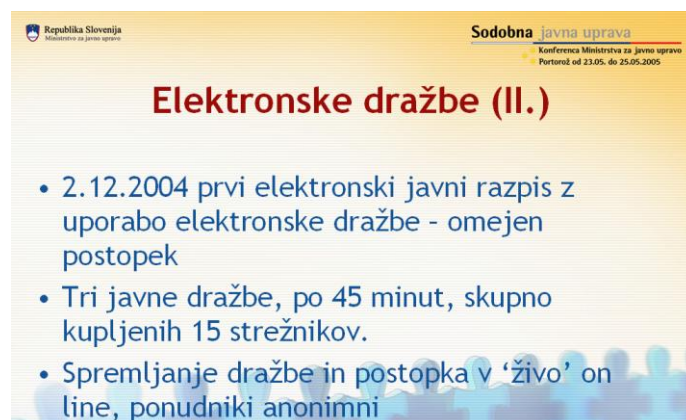 Republika Slovenija
Ministrstvo za javno upravo
Sodobna javna uprava
Konferenca Ministrstva za javno upravo
Portorož od 23.05. do 25.05.2005
Elektronske dražbe (II.)
• 2.12.2004 prvi elektronski javni razpis z
uporabo elektronske dražbe – omejen
postopek
• Tri javne dražbe, po 45 minut, skupno
kupljenih 15 strežnikov.
• Spremljanje dražbe in postopka v ‘živo’ on
line, ponudniki anonimni